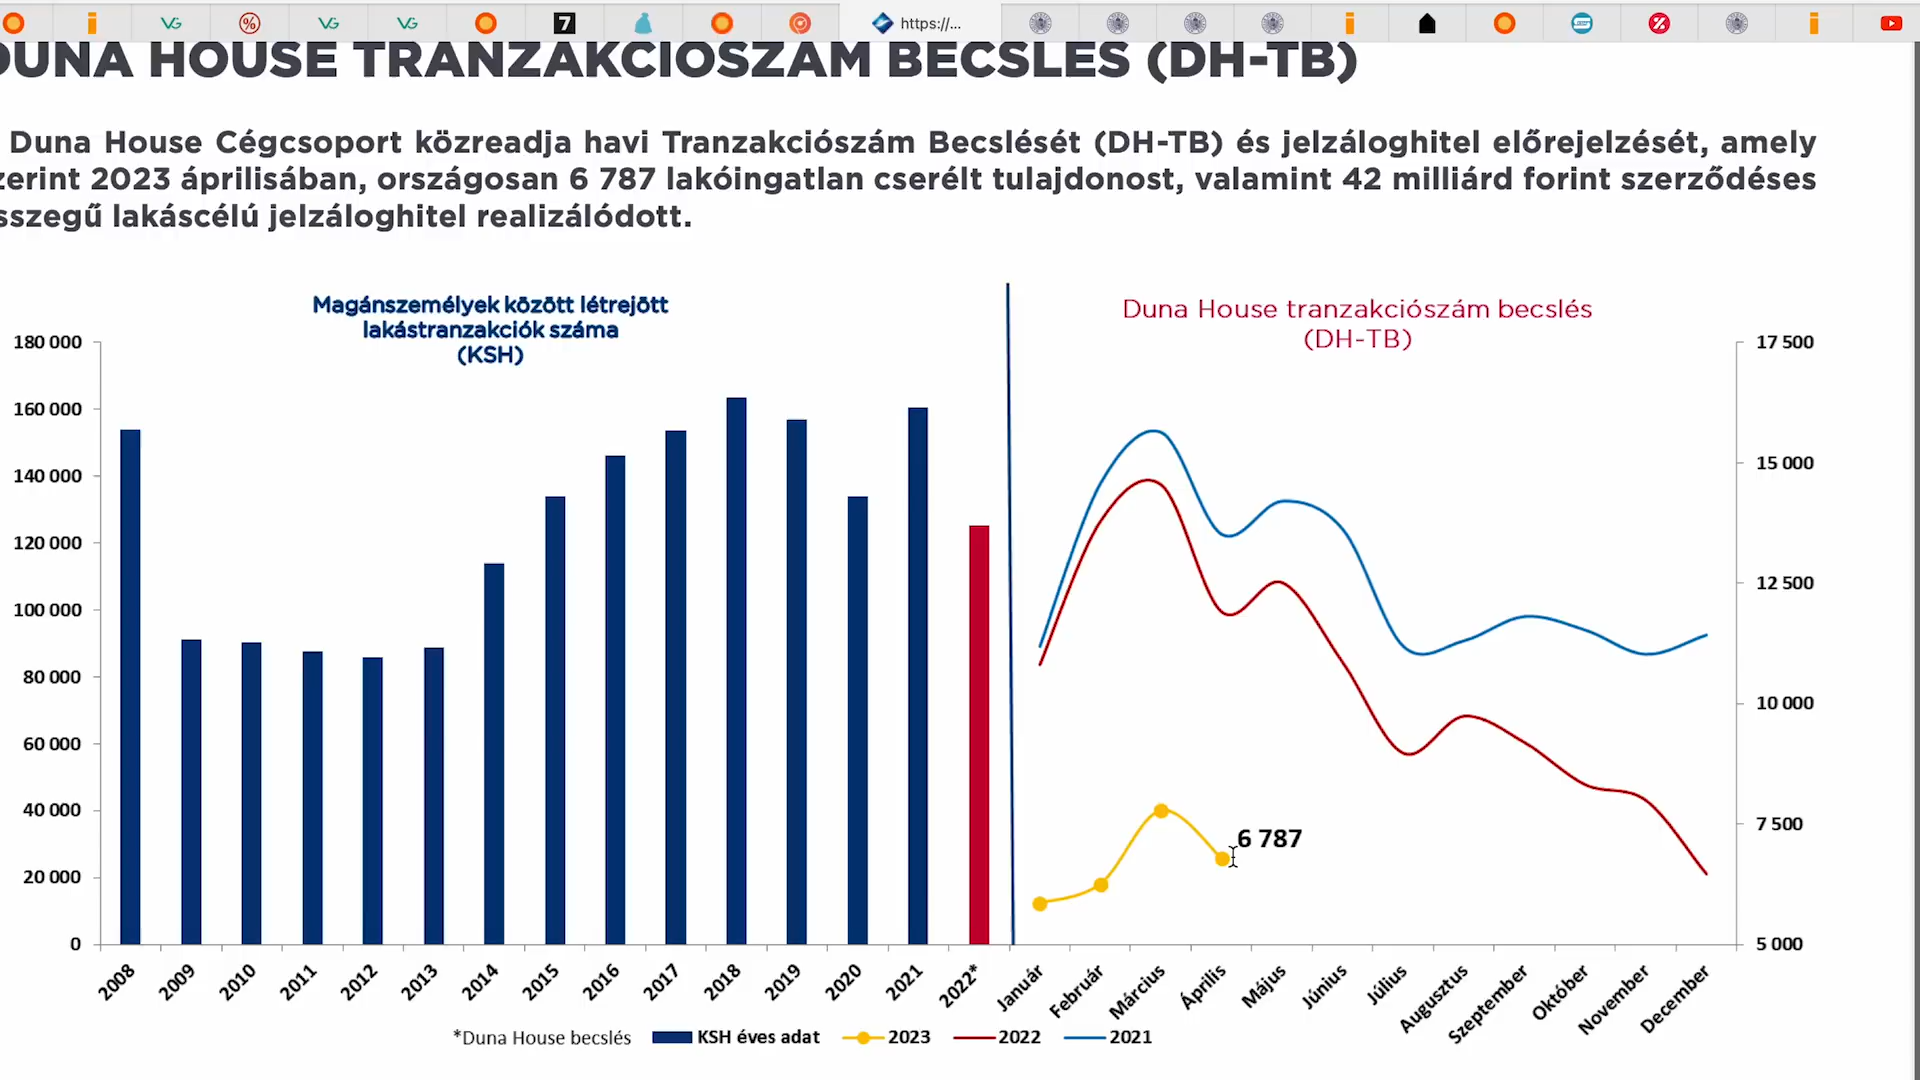 https://...
DUNA HOUSE TRANZAKCIÓSZÁM BECSLÉS (DH-TB)
Duna House Cégcsoport közreadja havi Tranzakciószám Becslését (DH-TB) és jelzáloghitel előrejelzését, amely
zerint 2023 áprilisában, országosan 6 787 lakóingatlan cserélt tulajdonost, valamint 42 milliárd forint szerződéses
sszegű lakáscélú jelzáloghitel realizálódott.
Magánszemélyek között létrejött
lakástranzakciók száma
(KSH)
Duna House tranzakciószám becslés
(DH-TB)
180 000
160 000
140 000
120 000
100 000
80 000
60 000
40 000
20 000
0
17 500
15 000
12 500
10 000
7 500
5 000
6 787
2008
2009
2010
2011
2012
2013
2014
2015
2016
2017
2018
2019
2020
2021
2022*
Január
Február
Március
Április
Május
Június
Július
Augusztus
Szeptember
Október
November
December
*Duna House becslés
KSH éves adat
2023
2022
2021